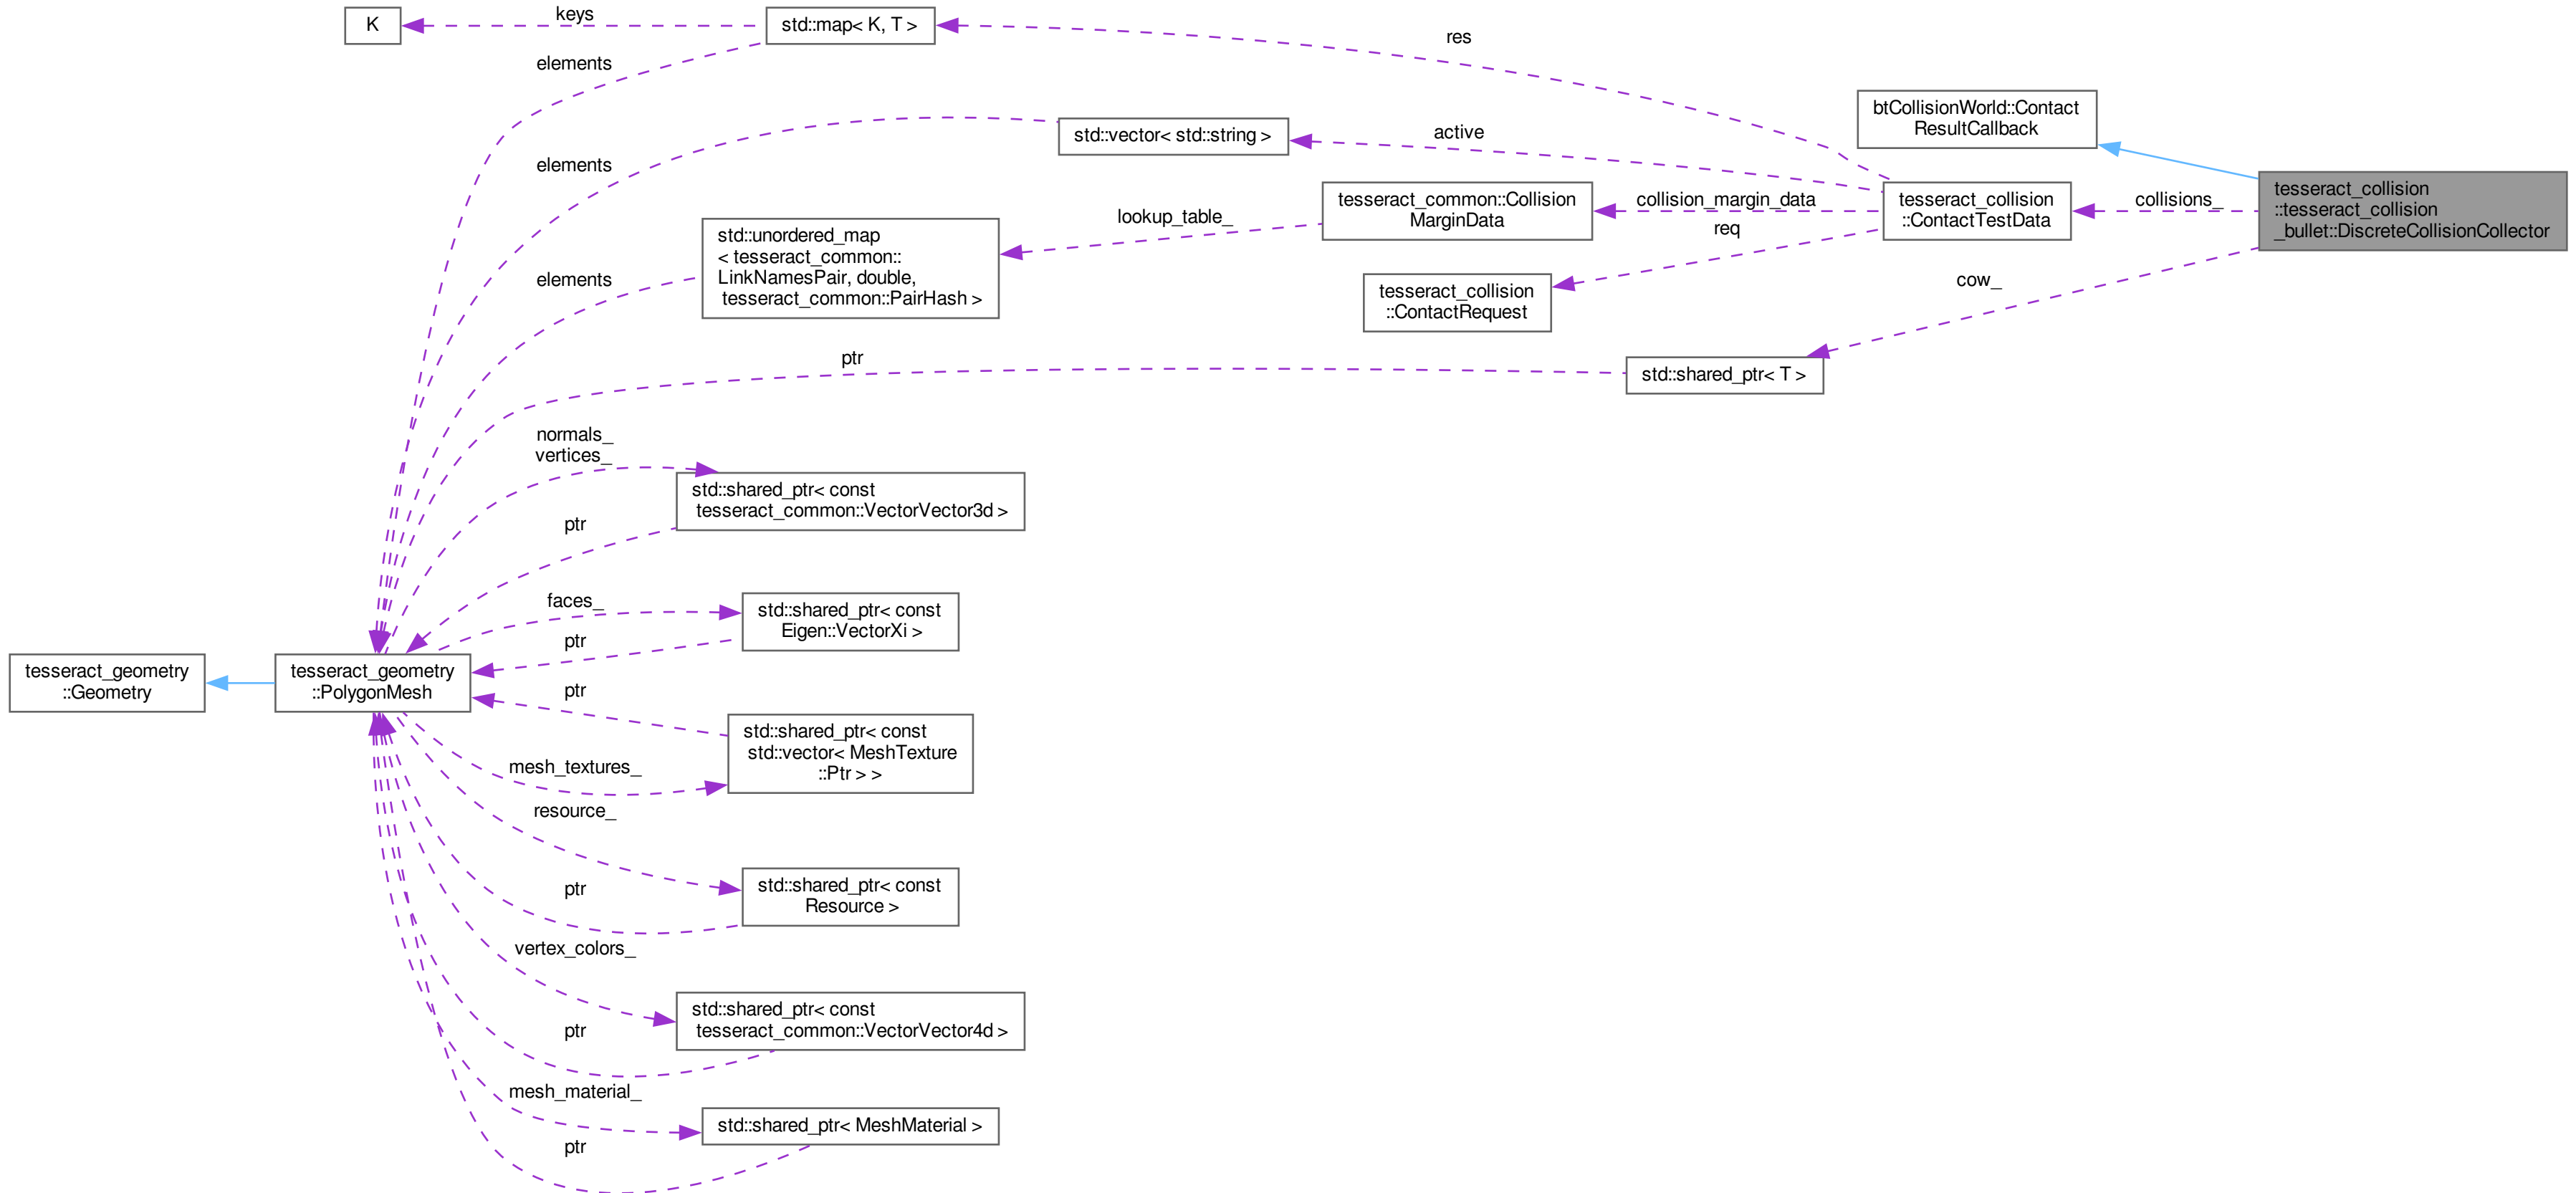 K
keys
std::map< K, T >
res
elements
btCollisionWorld::Contact
ResultCallback
std::vector< std::string >
active
elements
tesseract_collision
::tesseract_collision
_bullet::DiscreteCollisionCollector
collisions_
tesseract_collision
::ContactTestData
collision_margin_data
req
tesseract_common::Collision
MarginData
lookup_table_
std::unordered_map
< tesseract_common::
LinkNamesPair, double,
tesseract_common::PairHash >
elements
tesseract_collision
::ContactRequest
cow_
std::shared_ptr< T >
ptr
normals_
vertices_
std::shared_ptr< const
tesseract_common::VectorVector3d >
ptr
faces_
std::shared_ptr< const
Eigen::VectorXi >
ptr
tesseract_geometry
::Geometry
tesseract_geometry
::PolygonMesh
ptr
std::shared_ptr< const
std::vector< MeshTexture
::Ptr > >
mesh_textures_
resource_
std::shared_ptr< const
Resource >
ptr
vertex_colors_
std::shared_ptr< const
tesseract_common::VectorVector4d >
ptr
mesh_material_
std::shared_ptr< MeshMaterial >
ptr